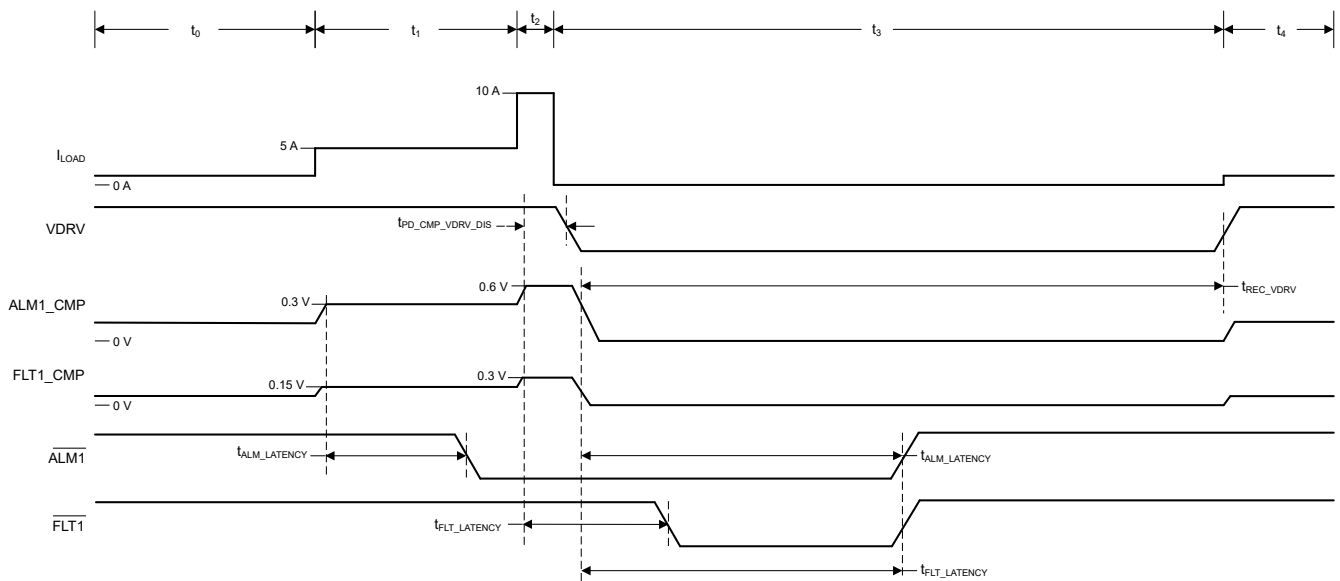 t0 t1 t2 t3 t4
10 A
5 A
ILOAD
0 A
VDRV
tPD_CMP_VDRV_DIS
0.6 V
ALM1_CMP
0.3 V
tREC_VDRV
0 V
FLT1_CMP
0.15 V
0.3 V
0 V
ALM1
tALM_LATENCY
tALM_LATENCY
FLT1
tFLT_LATENCY
tFLT_LATENCY